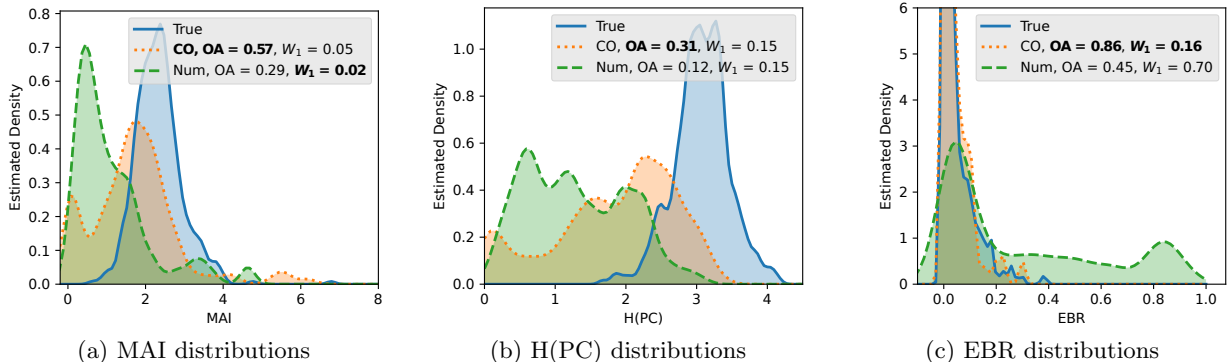 True
CO, OA = 0.57, W₁ = 0.05
Num, OA = 0.29, W₁ = 0.02
Estimated Density
0.8
0.7
0.6
0.5
0.4
0.3
0.2
0.1
0.0
0 2 4 6 8
MAI
(a) MAI distributions
True
CO, OA = 0.31, W₁ = 0.15
Num, OA = 0.12, W₁ = 0.15
Estimated Density
1.0
0.8
0.6
0.4
0.2
0.0
0 1 2 3 4
H(PC)
(b) H(PC) distributions
True
CO, OA = 0.86, W₁ = 0.16
Num, OA = 0.45, W₁ = 0.70
Estimated Density
6
5
4
3
2
1
0
0.0 0.2 0.4 0.6 0.8 1.0
EBR
(c) EBR distributions